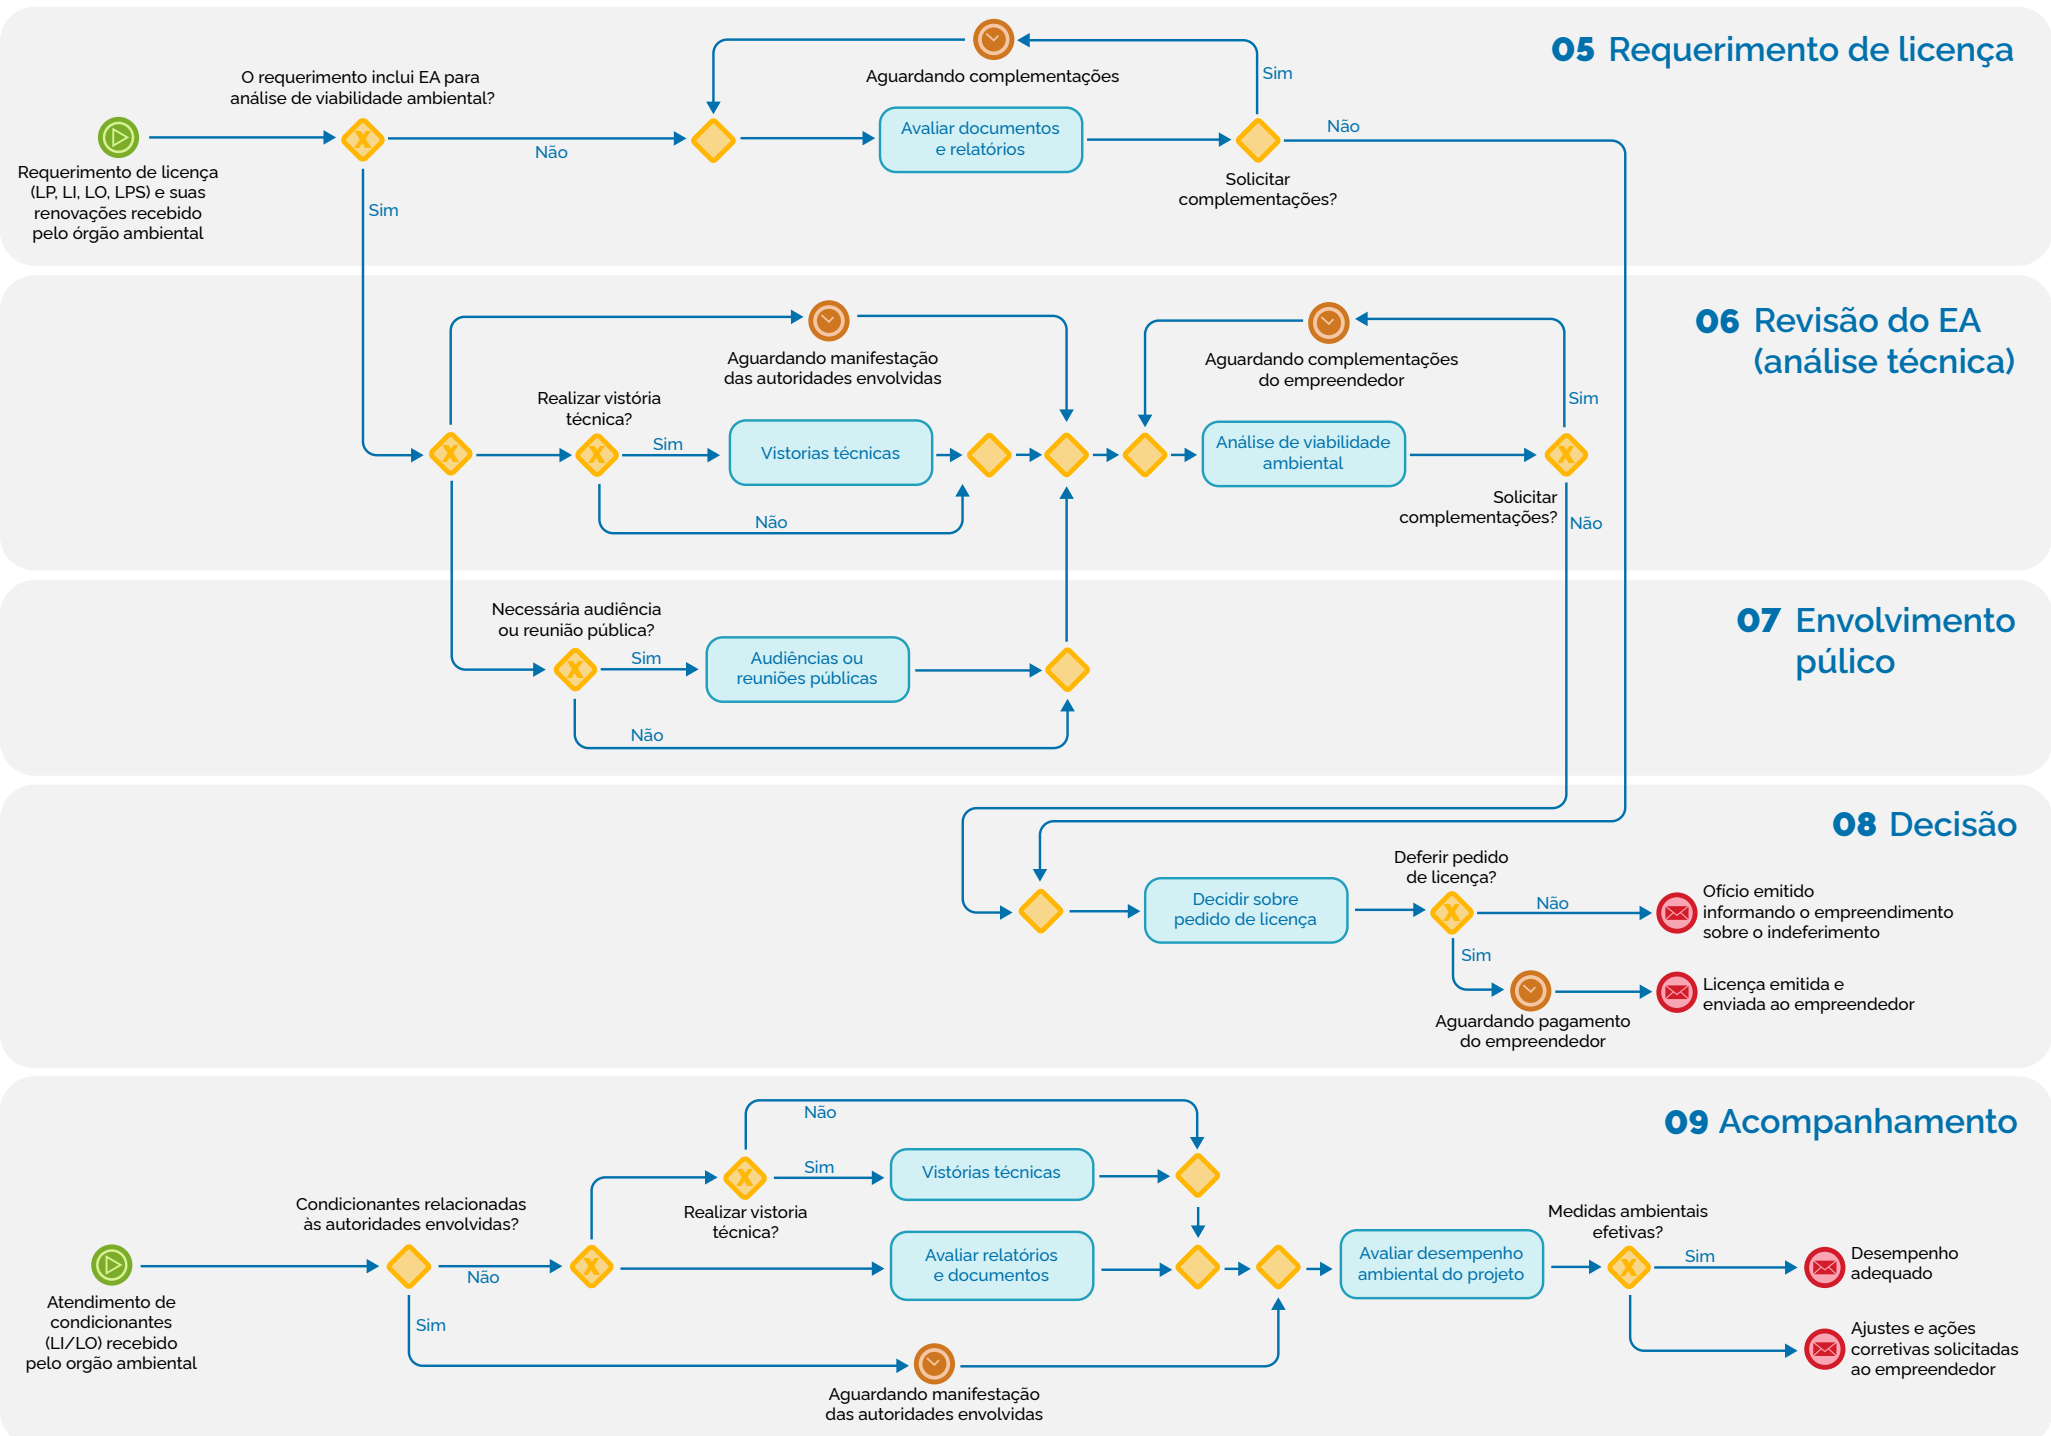 05 Requerimento de licença
O requerimento inclui EA para
análise de viabilidade ambiental?
Aguardando complementações
Sim
Não
Avaliar documentos
e relatórios
Não
Solicitar
complementações?
Requerimento de licença
(LP, LI, LO, LPS) e suas
renovações recebido
pelo órgão ambiental
Sim
06 Revisão do EA
(análise técnica)
Aguardando manifestação
das autoridades envolvidas
Aguardando complementações
do empreendedor
Realizar vistória
técnica?
Sim
Sim
Vistorias técnicas
Análise de viabilidade
ambiental
Não
Solicitar
complementações?
Não
07 Envolvimento
púlico
Necessária audiência
ou reunião pública?
Sim
Audiências ou
reuniões públicas
Não
08 Decisão
Deferir pedido
de licença?
Decidir sobre
pedido de licença
Não
Ofício emitido
informando o empreendimento
sobre o indeferimento
Sim
Licença emitida e
enviada ao empreendedor
Aguardando pagamento
do empreendedor
09 Acompanhamento
Não
Sim
Vistórias técnicas
Condicionantes relacionadas
às autoridades envolvidas?
Realizar vistoria
técnica?
Medidas ambientais
efetivas?
Não
Avaliar relatórios
e documentos
Avaliar desempenho
ambiental do projeto
Sim
Desempenho
adequado
Atendimento de
condicionantes
(LI/LO) recebido
pelo orgão ambiental
Sim
Ajustes e ações
corretivas solicitadas
ao empreendedor
Aguardando manifestação
das autoridades envolvidas